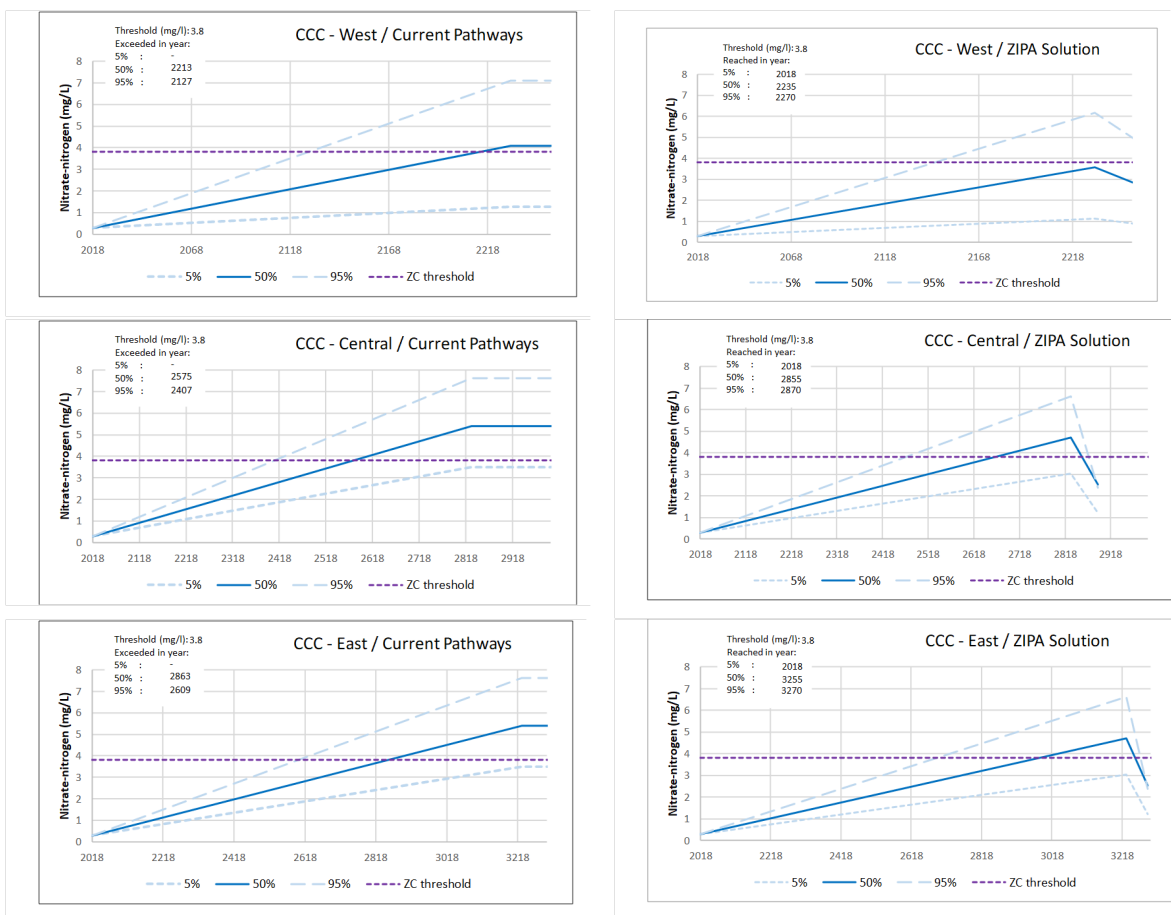 CCC - West / Current Pathways
Threshold (mg/l): 3.8
Exceeded in year:
5% : -
50% : 2213
95% : 2127
Nitrate-nitrogen (mg/L)
8
7
6
5
4
3
2
1
0
2018 2068 2118 2168 2218
5% 50% 95% ZC threshold
CCC - West / ZIPA Solution
Threshold (mg/l): 3.8
Reached in year:
5% : 2018
50% : 2235
95% : 2270
Nitrate-nitrogen (mg/L)
8
7
6
5
4
3
2
1
0
2018 2068 2118 2168 2218
5% 50% 95% ZC threshold
CCC - Central / Current Pathways
Threshold (mg/l): 3.8
Exceeded in year:
5% : -
50% : 2575
95% : 2407
Nitrate-nitrogen (mg/L)
8
7
6
5
4
3
2
1
0
2018 2118 2218 2318 2418 2518 2618 2718 2818 2918
5% 50% 95% ZC threshold
CCC - Central / ZIPA Solution
Threshold (mg/l): 3.8
Reached in year:
5% : 2018
50% : 2855
95% : 2870
Nitrate-nitrogen (mg/L)
8
7
6
5
4
3
2
1
0
2018 2118 2218 2318 2418 2518 2618 2718 2818 2918
5% 50% 95% ZC threshold
CCC - East / Current Pathways
Threshold (mg/l): 3.8
Exceeded in year:
5% : -
50% : 2863
95% : 2609
Nitrate-nitrogen (mg/L)
8
7
6
5
4
3
2
1
0
2018 2218 2418 2618 2818 3018 3218
5% 50% 95% ZC threshold
CCC - East / ZIPA Solution
Threshold (mg/l): 3.8
Reached in year:
5% : 2018
50% : 3255
95% : 3270
Nitrate-nitrogen (mg/L)
8
7
6
5
4
3
2
1
0
2018 2218 2418 2618 2818 3018 3218
5% 50% 95% ZC threshold